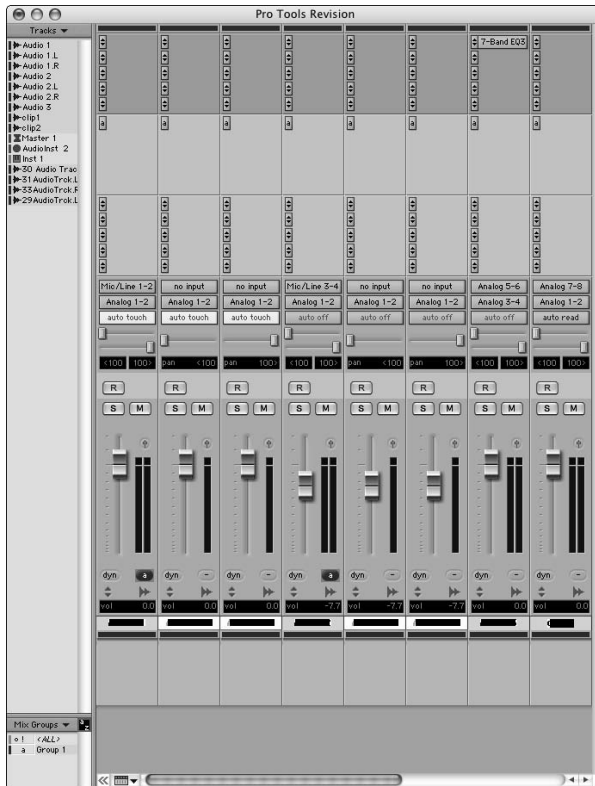 Pro Tools Revision
Tracks
Audio 1
Audio 1.L
Audio 1.R
Audio 2
Audio 2.L
Audio 2.R
Audio 3
clip1
clip2
Master 1
AudioInst 2
Inst 1
30 Audio Trac
31 AudioTrck.L
33AudioTrck.R
29AudioTrck.L
7-Band EQ3
a a a a a a a
Mic/Line 1-2 no input no input Mic/Line 3-4 no input no input Analog 5-6 Analog 7-8
Analog 1-2 Analog 1-2 Analog 1-2 Analog 1-2 Analog 1-2 Analog 1-2 Analog 3-4 Analog 1-2
auto touch auto touch auto touch auto off auto off auto off auto off auto read
<100 100> pan <100 pan 100> <100 100> pan <100 pan 100> <100 100> <100 100>
R R R R R R R R
S M S M S M S M S M S M S M S M
dyn a dyn - dyn - dyn a dyn - dyn - dyn - dyn -
vol 0.0 vol 0.0 vol 0.0 vol -7.7 vol -7.7 vol -7.7 vol 0.0 vol 0.0
Mix Groups
o ! <ALL>
a Group 1